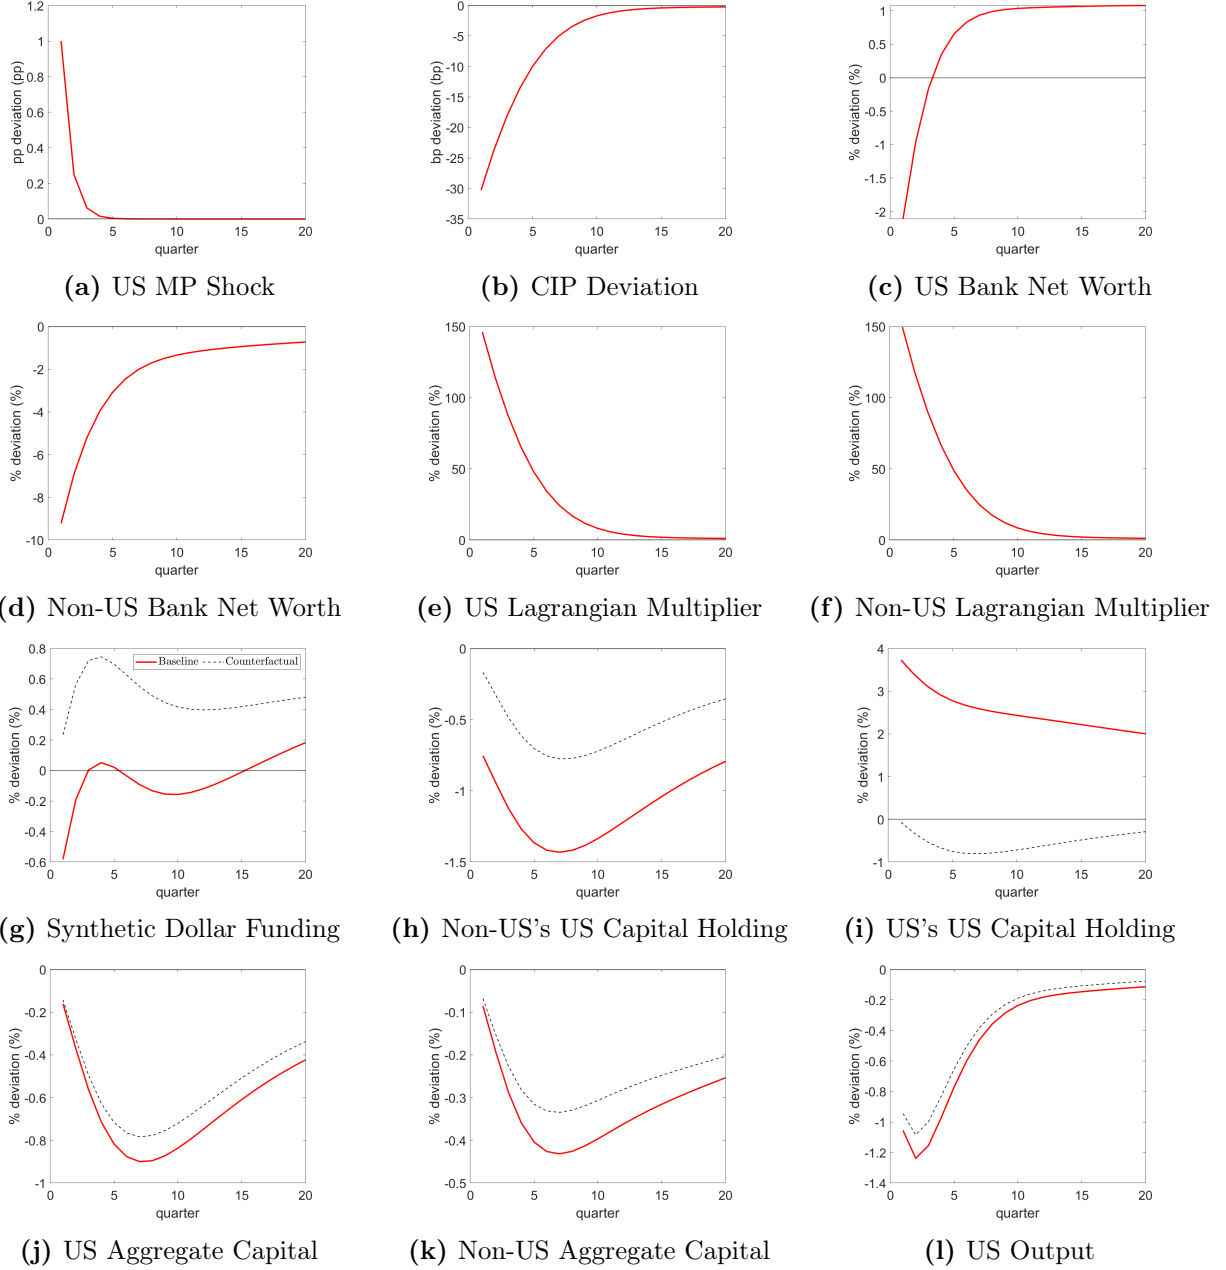 1.2
1
0.8
0.6
0.4
0.2
0
pp deviation (pp)
0 5 10 15 20
quarter
(a) US MP Shock
0
-5
-10
-15
-20
-25
-30
-35
bp deviation (bp)
0 5 10 15 20
quarter
(b) CIP Deviation
1
0.5
0
-0.5
-1
-1.5
-2
% deviation (%)
0 5 10 15 20
quarter
(c) US Bank Net Worth
0
-2
-4
-6
-8
-10
% deviation (%)
0 5 10 15 20
quarter
(d) Non-US Bank Net Worth
150
100
50
0
% deviation (%)
0 5 10 15 20
quarter
(e) US Lagrangian Multiplier
150
100
50
0
% deviation (%)
0 5 10 15 20
quarter
(f) Non-US Lagrangian Multiplier
0.8
0.6
0.4
0.2
0
-0.2
-0.4
-0.6
% deviation (%)
Baseline Counterfactual
0 5 10 15 20
quarter
(g) Synthetic Dollar Funding
0
-0.5
-1
-1.5
% deviation (%)
0 5 10 15 20
quarter
(h) Non-US's US Capital Holding
4
3
2
1
0
-1
% deviation (%)
0 5 10 15 20
quarter
(i) US's US Capital Holding
0
-0.2
-0.4
-0.6
-0.8
-1
% deviation (%)
0 5 10 15 20
quarter
(j) US Aggregate Capital
0
-0.1
-0.2
-0.3
-0.4
-0.5
% deviation (%)
0 5 10 15 20
quarter
(k) Non-US Aggregate Capital
0
-0.2
-0.4
-0.6
-0.8
-1
-1.2
-1.4
% deviation (%)
0 5 10 15 20
quarter
(l) US Output